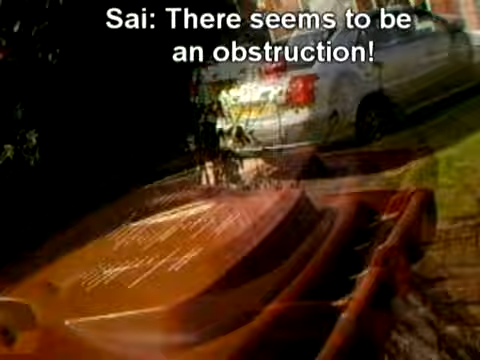 Sai: There seems to be
an obstruction!